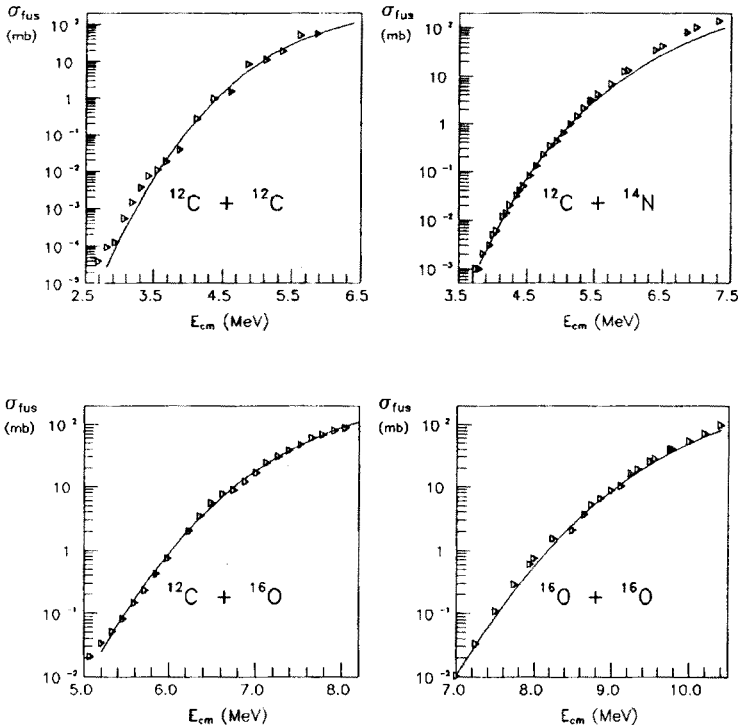 σfus
(mb)
10²
10
1
10⁻¹
10⁻²
10⁻³
10⁻⁴
10⁻⁵
¹²C + ¹²C
2.5 3.5 4.5 5.5 6.5
Ecm (MeV)
σfus
(mb)
10²
10
1
10⁻¹
10⁻²
10⁻³
¹²C + ¹⁴N
3.5 4.5 5.5 6.5 7.5
Ecm (MeV)
σfus
(mb)
10²
10
1
10⁻¹
10⁻²
¹²C + ¹⁶O
5.0 6.0 7.0 8.0
Ecm (MeV)
σfus
(mb)
10²
10
1
10⁻¹
10⁻²
¹⁶O + ¹⁶O
7.0 8.0 9.0 10.0
Ecm (MeV)